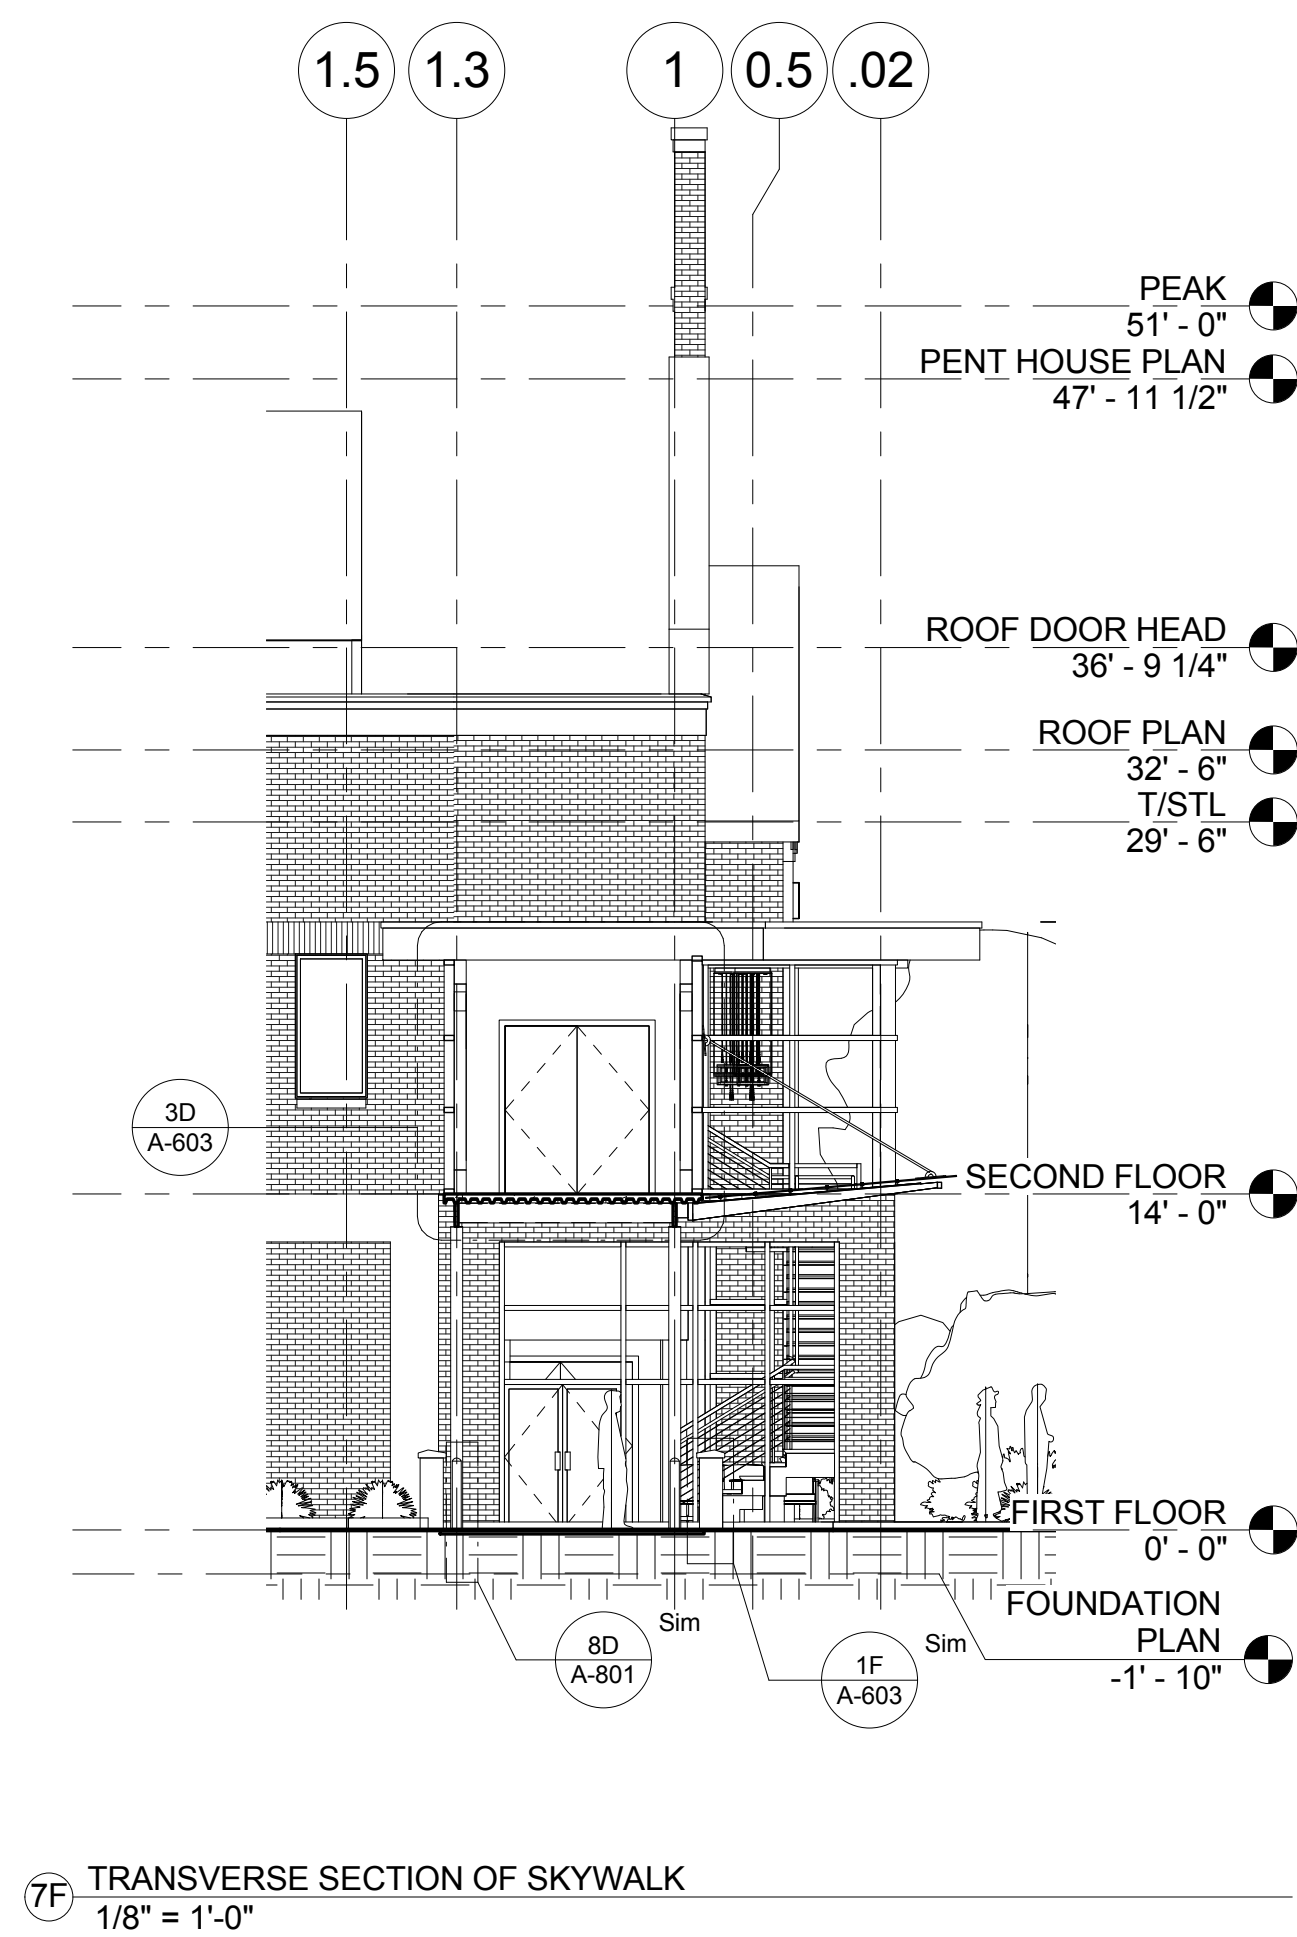 1.5 1.3 1 0.5 .02
PEAK
51' - 0"
PENT HOUSE PLAN
47' - 11 1/2"
ROOF DOOR HEAD
36' - 9 1/4"
ROOF PLAN
32' - 6"
T/STL
29' - 6"
3D
A-603
SECOND FLOOR
14' - 0"
FIRST FLOOR
0' - 0"
FOUNDATION
PLAN
-1' - 10"
Sim
8D
A-801
Sim
1F
A-603
7F
TRANSVERSE SECTION OF SKYWALK
1/8" = 1'-0"